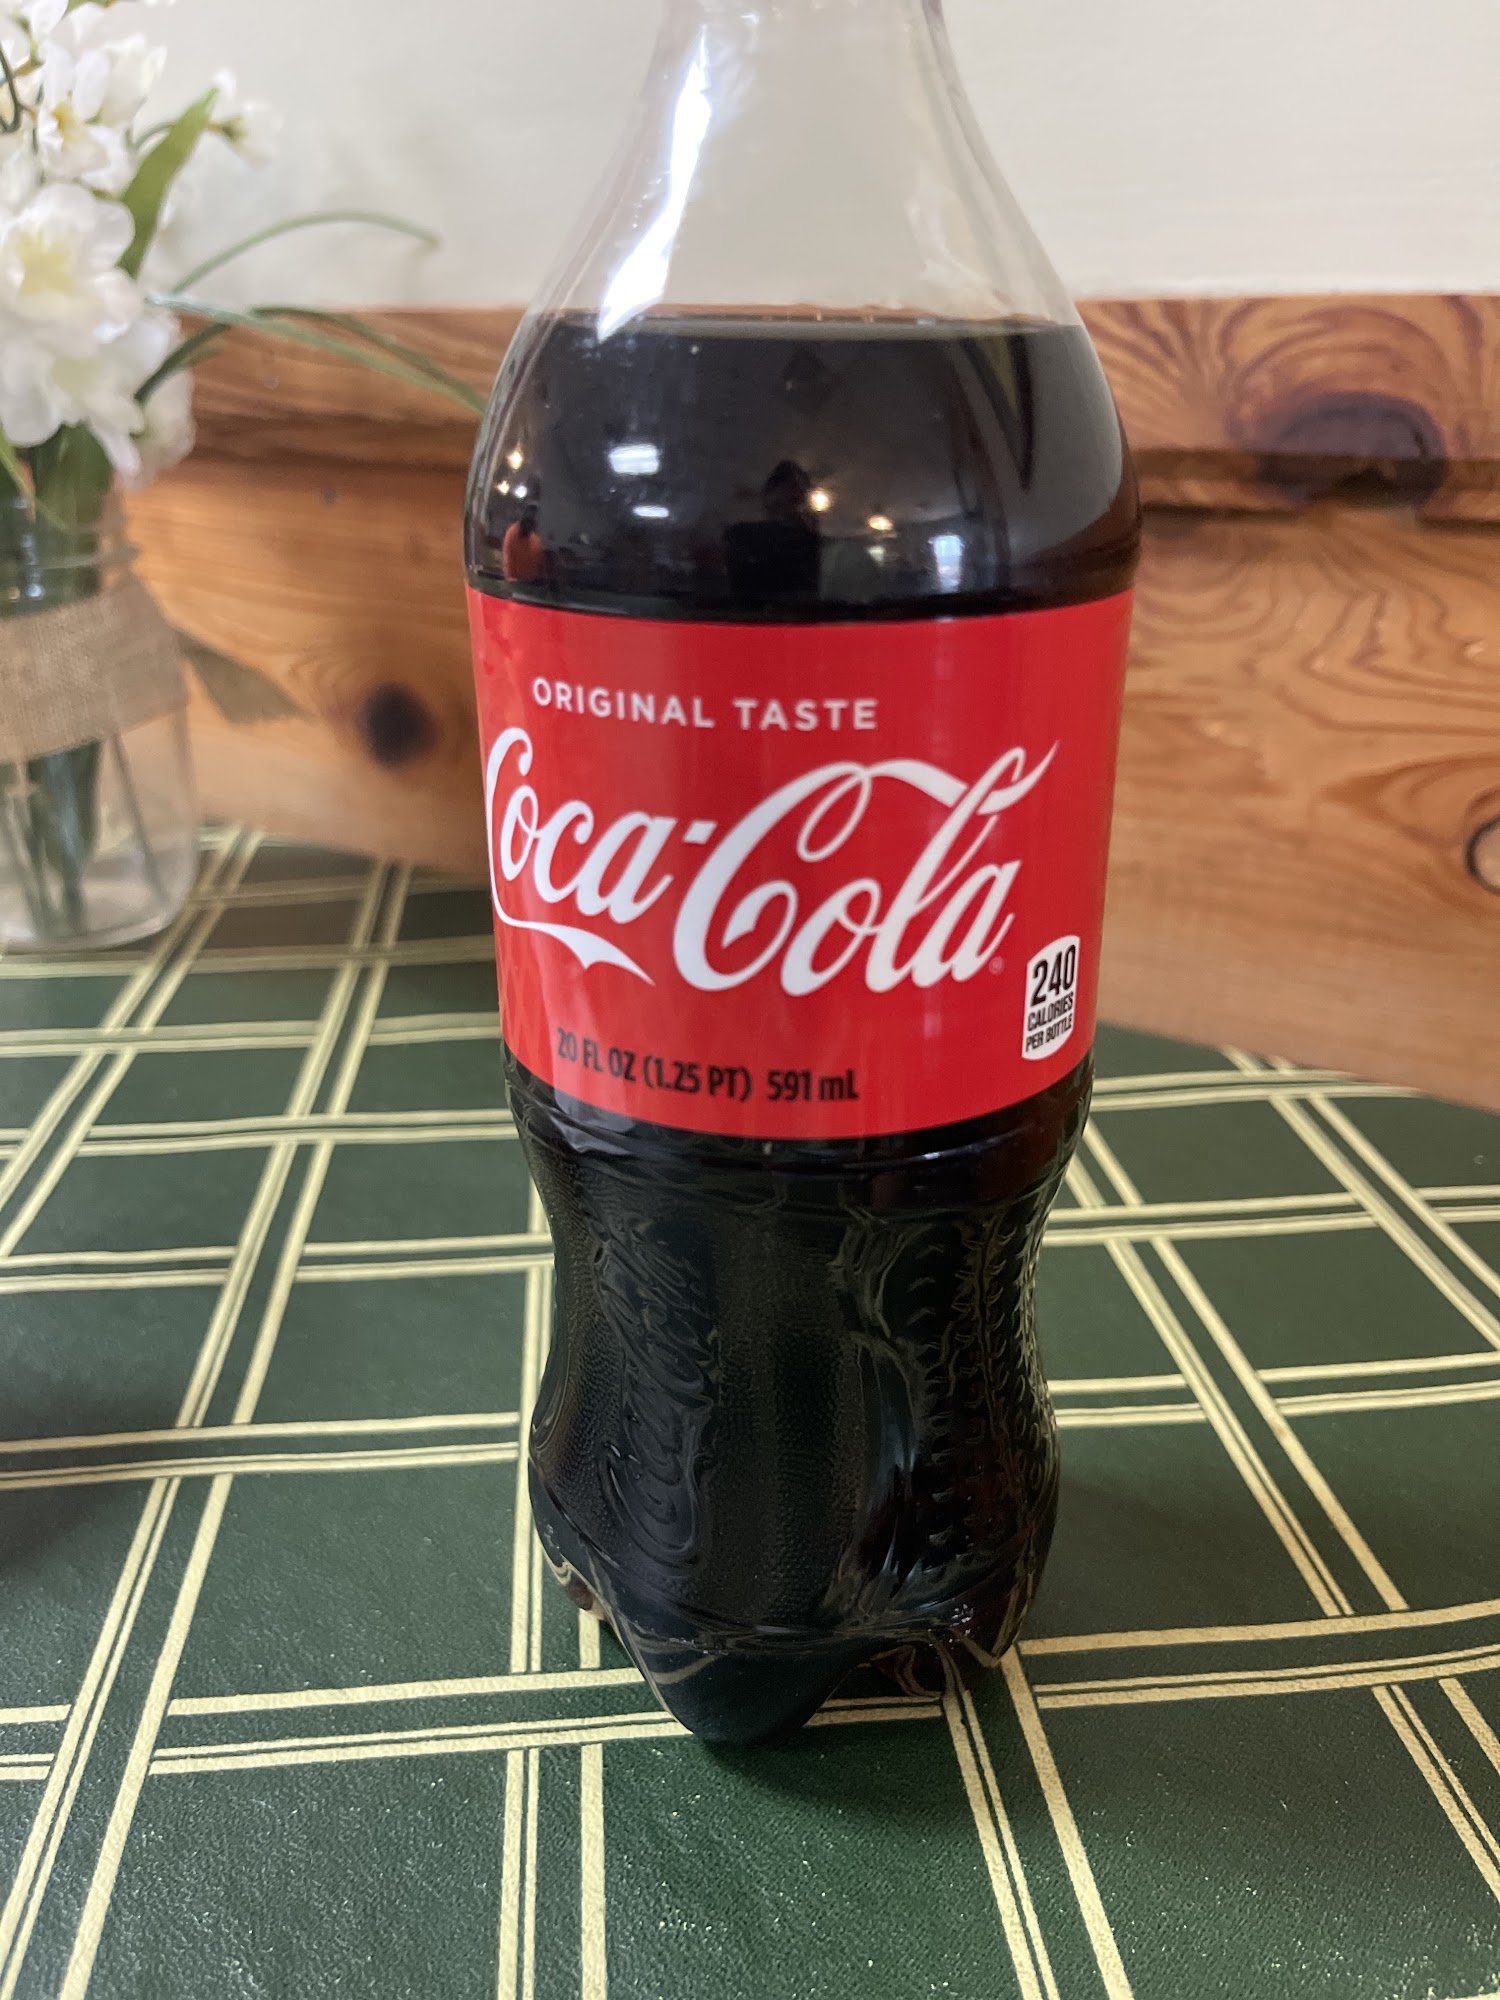 ORIGINAL TASTE
Coca-Cola
240
CALORIES
PER BOTTLE
20 FL OZ (1.25 PT) 591 mL